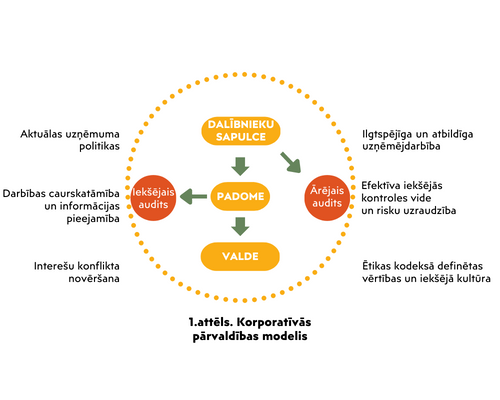 DALĪBNIEKU
SAPULCE
Aktuālas uzņēmuma
politikas
Ilgtspējīga un atbildīga
uzņēmējdarbība
Darbības caurskatāmība
un informācijas
pieejamība
Iekšējais
audits
PADOME
Ārējais
audits
Efektīva iekšējās
kontroles vide
un risku uzraudzība
Interešu konflikta
novēršana
VALDE
Ētikas kodeksā definētas
vērtības un iekšējā kultūra
1.attēls. Korporatīvās
pārvaldības modelis